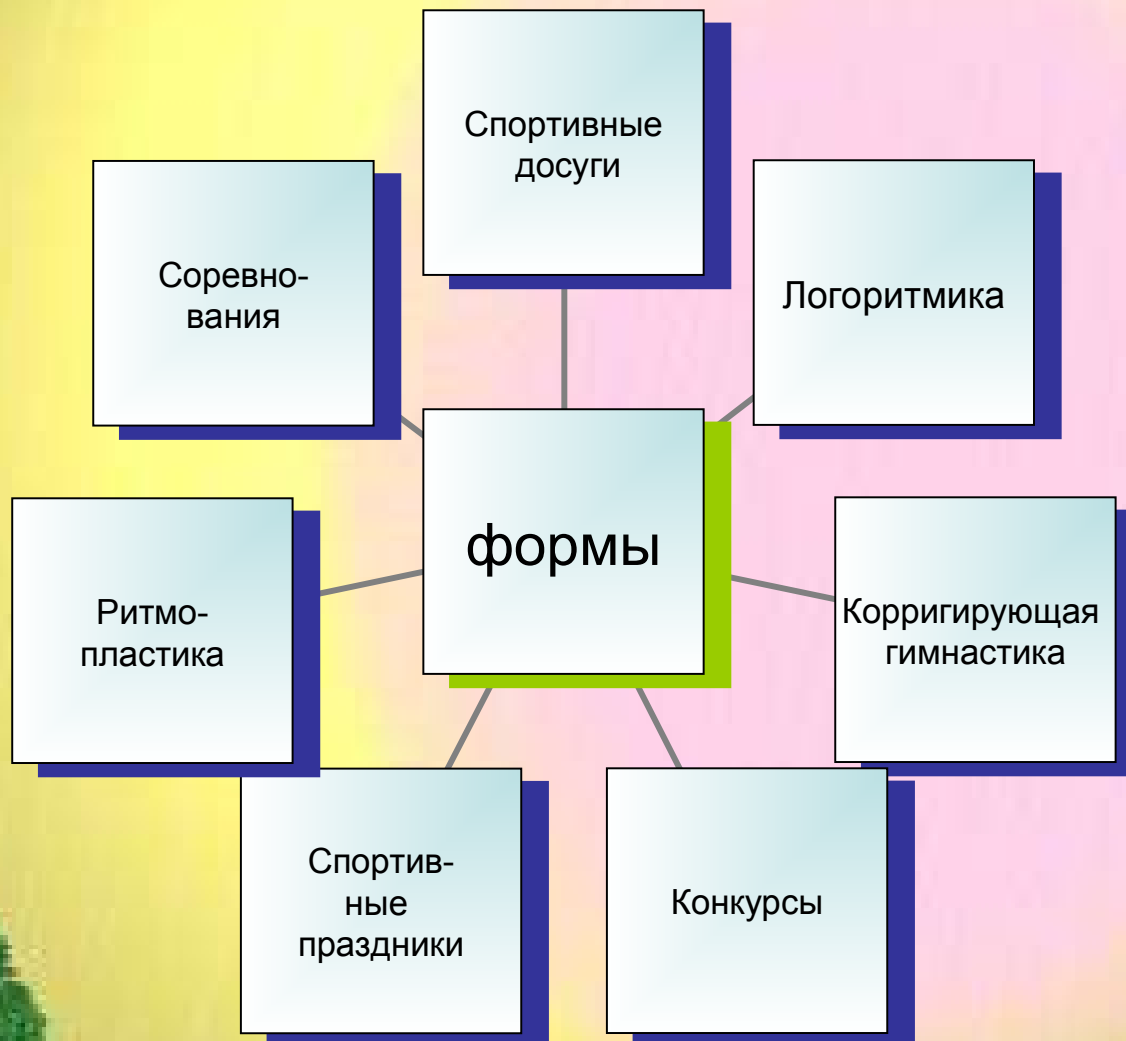 Спортивные
досуги
Соревно-
вания
Логоритмика
формы
Ритмо-
пластика
Корригирующая
гимнастика
Спортив-
ные
праздники
Конкурсы